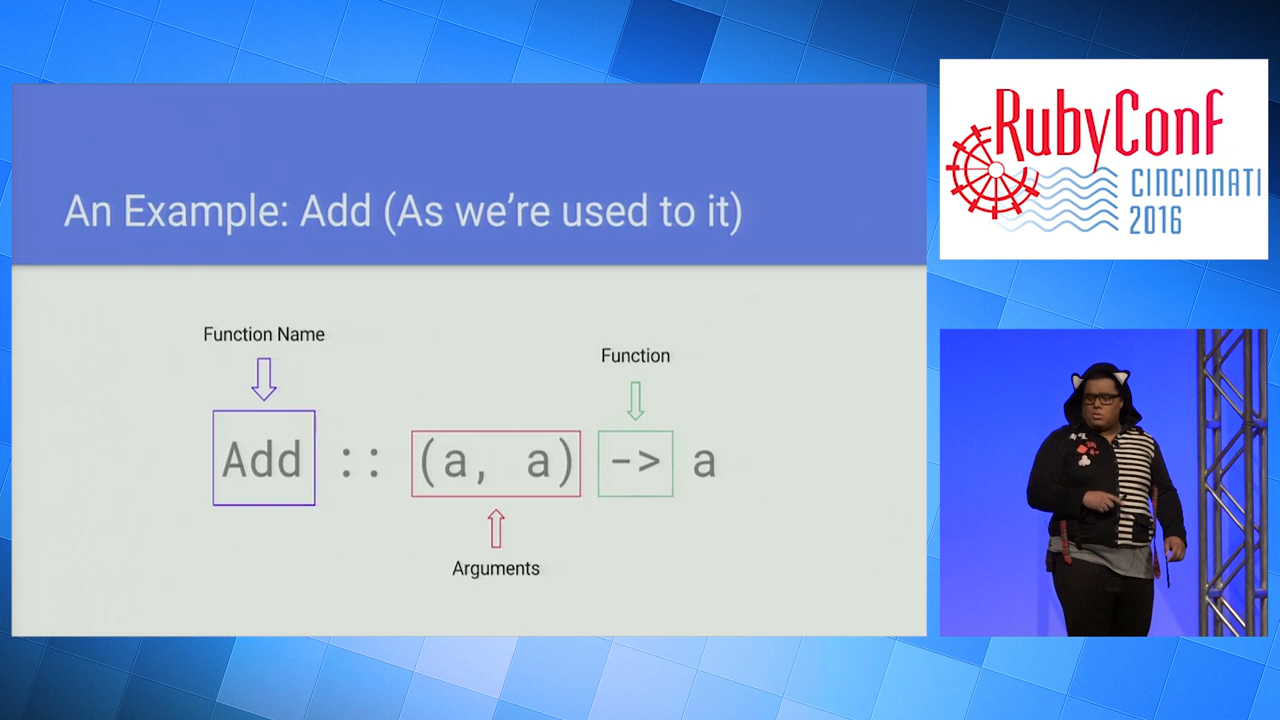 An Example: Add (As we're used to it)
Function Name
Function
Add :: (a, a) -> a
Arguments
RubyConf
CINCINNATI
2016